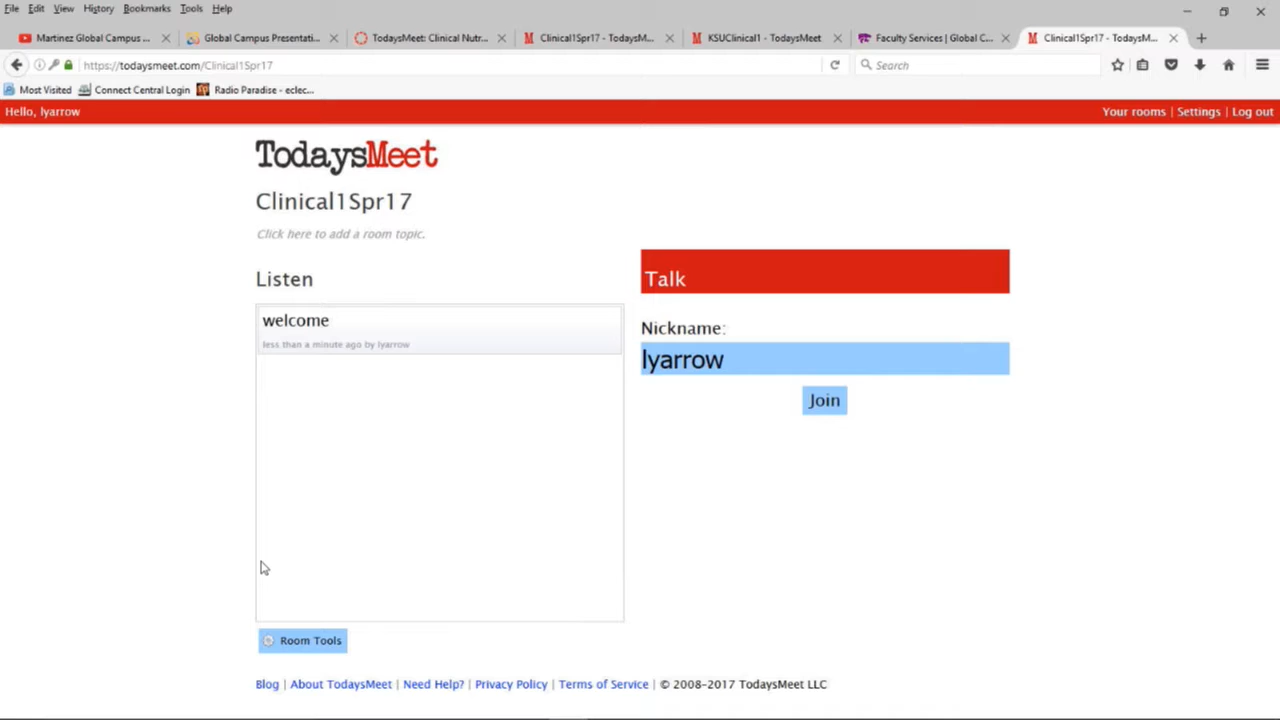 File Edit View History Bookmarks Tools Help
Martinez Global Campus ... Global Campus Presentati... TodaysMeet: Clinical Nutr... Clinical1Spr17 - TodaysM... KSUClinical1 - TodaysMeet Faculty Services | Global C... Clinical1Spr17 - TodaysM...
https://todaysmeet.com/Clinical1Spr17 Search
Most Visited Connect Central Login Radio Paradise - eclec...
Hello, lyarrow Your rooms | Settings | Log out
TodaysMeet
Clinical1Spr17
Click here to add a room topic.
Listen
Talk
welcome
less than a minute ago by lyarrow
Nickname:
lyarrow
Join
Room Tools
Blog | About TodaysMeet | Need Help? | Privacy Policy | Terms of Service | © 2008-2017 TodaysMeet LLC